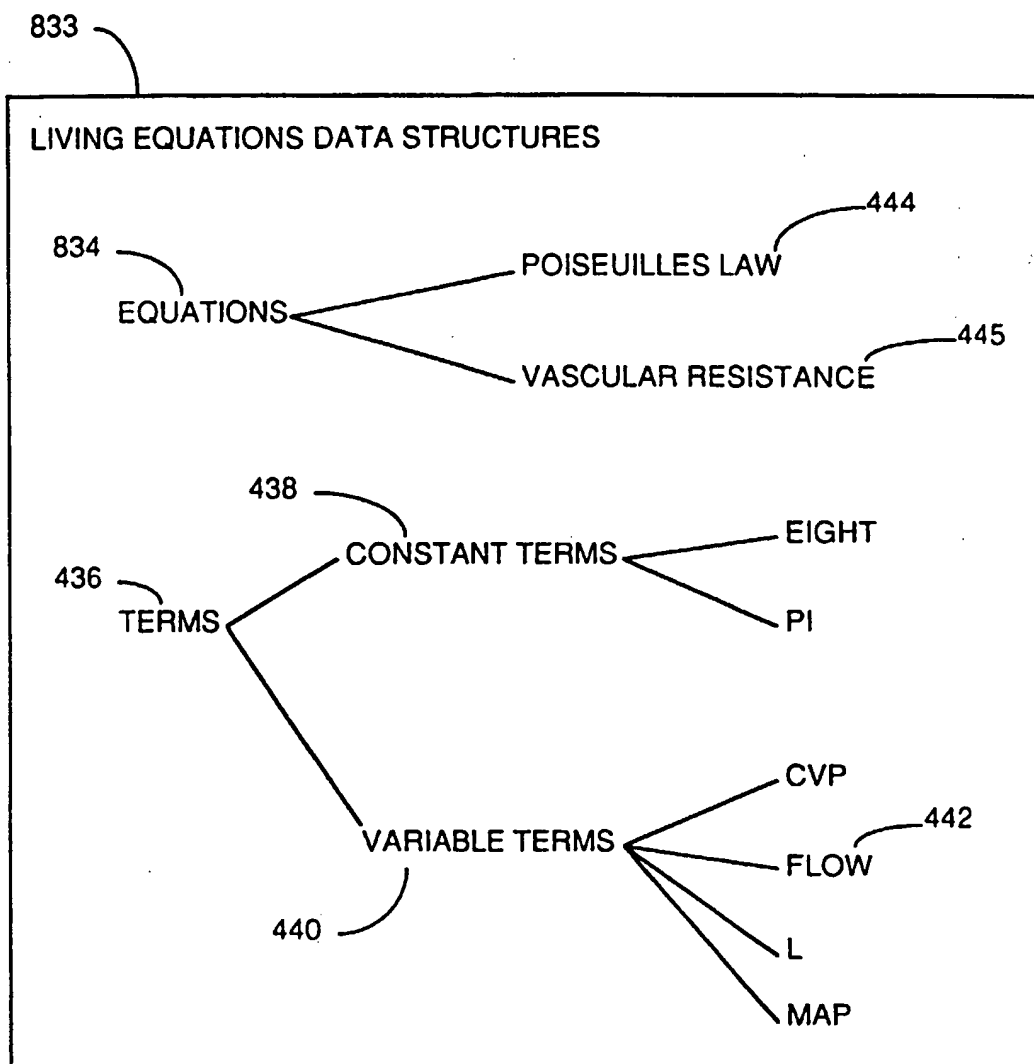 833
LIVING EQUATIONS DATA STRUCTURES
444
834
POISEUILLES LAW
EQUATIONS
445
VASCULAR RESISTANCE
438
EIGHT
CONSTANT TERMS
436
TERMS
PI
CVP
442
VARIABLE TERMS
FLOW
440
L
MAP